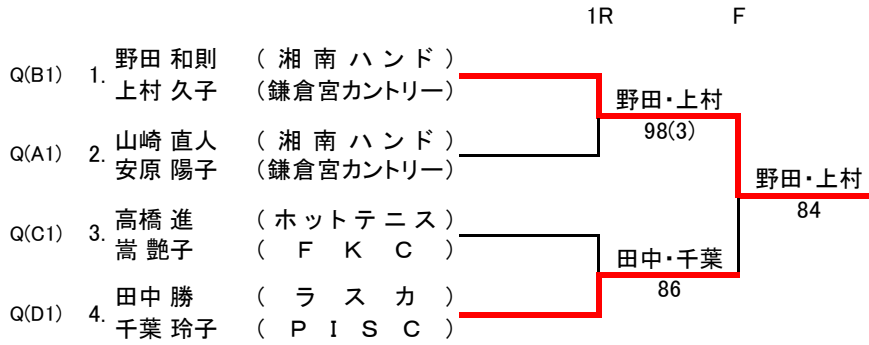 1R F
Q(B1) 1. 野田 和則 (湘南ハンド)
上村 久子 (鎌倉宮カントリー)
野田・上村
98(3)
Q(A1) 2. 山崎 直人 (湘南ハンド)
安原 陽子 (鎌倉宮カントリー)
野田・上村
84
Q(C1) 3. 高橋 進 (ホットテニス)
嵩 艶子 (FKC)
田中・千葉
86
Q(D1) 4. 田中 勝 (ラスカ)
千葉 玲子 (PISC)